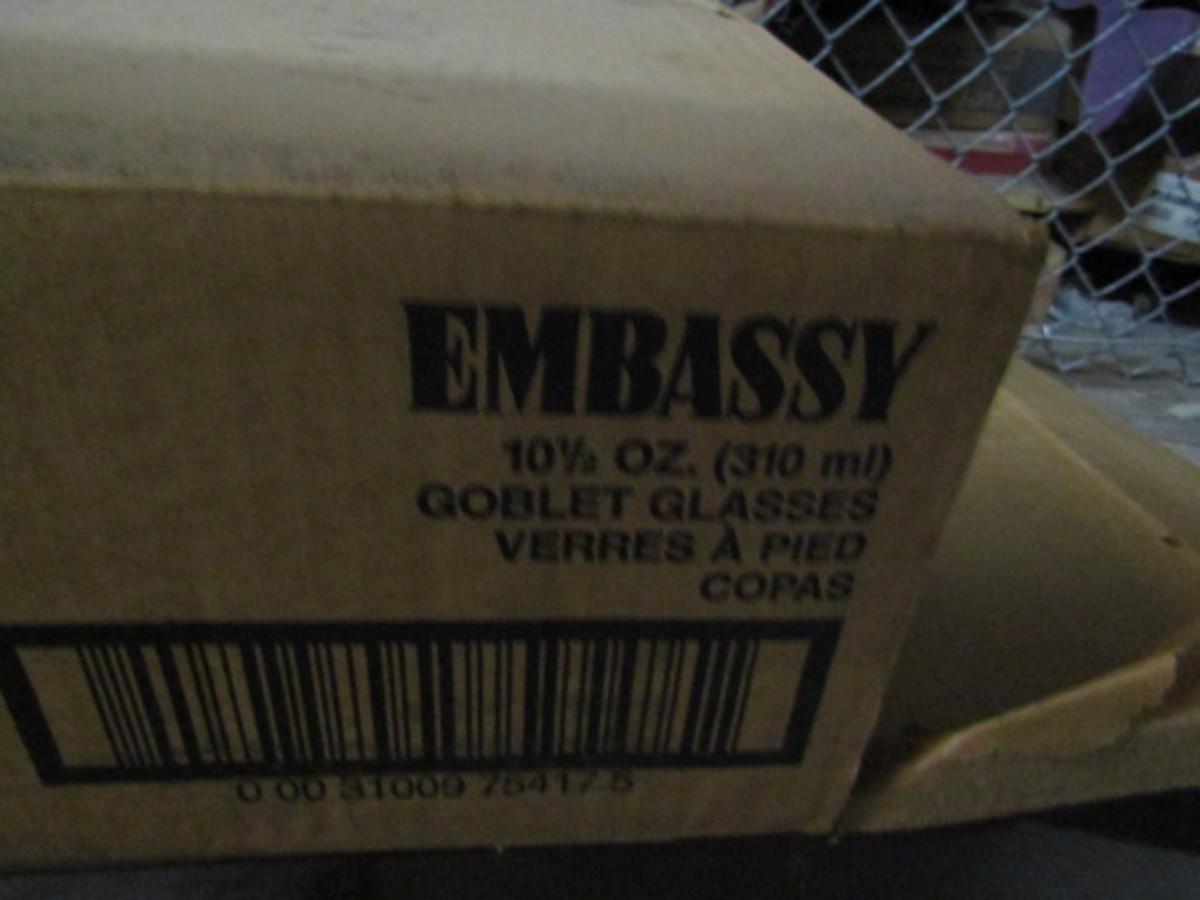 EMBASSY
10½ OZ. (310 ml)
GOBLET GLASSES
VERRES À PIED
COPAS
0 00 31009 75417 5